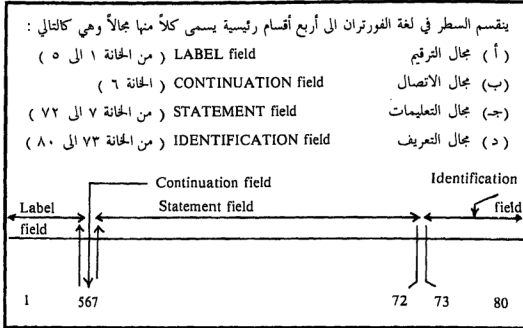 ينقسم السطر في لغة الفورتران الى أربع أقسام رئيسية يسمى كلاً منها مجالاً وهي كالتالي :
( أ ) مجال الترقيم LABEL field ( من الخانة ١ الى ٥ )
(ب) مجال الاتصال CONTINUATION field ( الخانة ٦ )
(جـ) مجال التعليمات STATEMENT field ( من الخانة ٧ الى ٧٢ )
( د ) مجال التعريف IDENTIFICATION field ( من الخانة ٧٣ الى ٨٠ )
Continuation field Identification
Label Statement field field
field
1 567 72 73 80